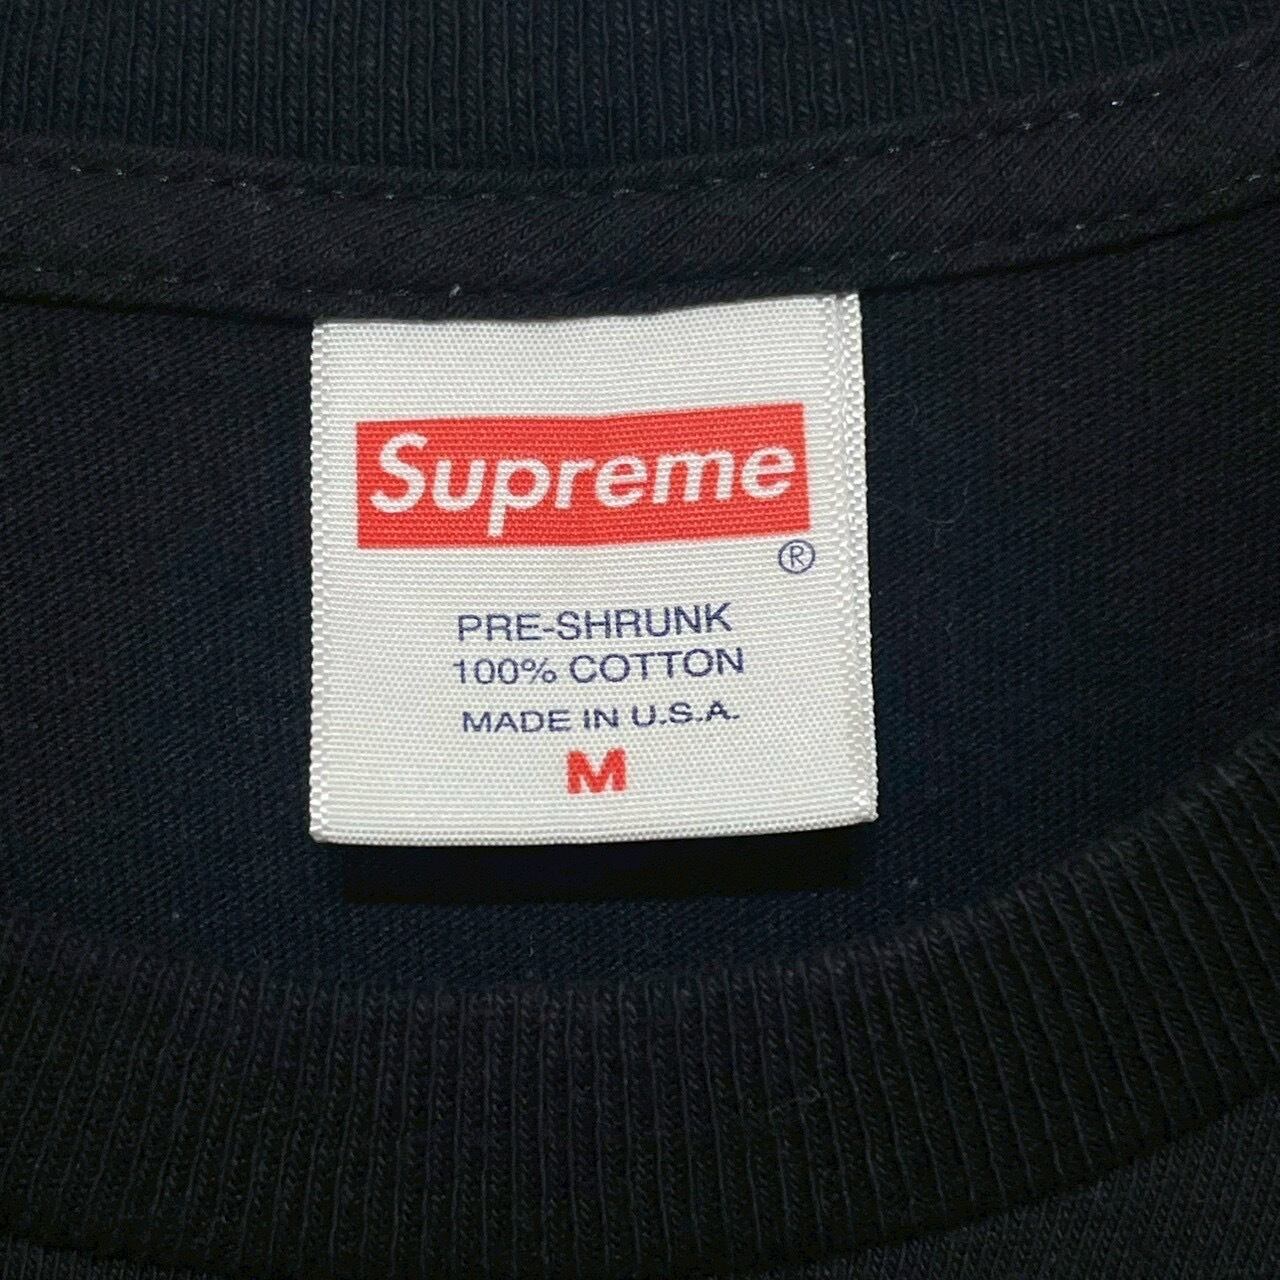 Supreme
®
PRE-SHRUNK
100% COTTON
MADE IN U.S.A.
M